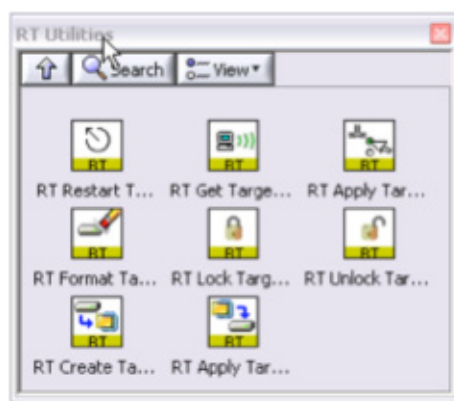 RT Utilities
Search View
RT RT RT
RT Restart T... RT Get Targe... RT Apply Tar...
RT RT RT
RT Format Ta... RT Lock Targ... RT Unlock Tar...
RT RT
RT Create Ta... RT Apply Tar...